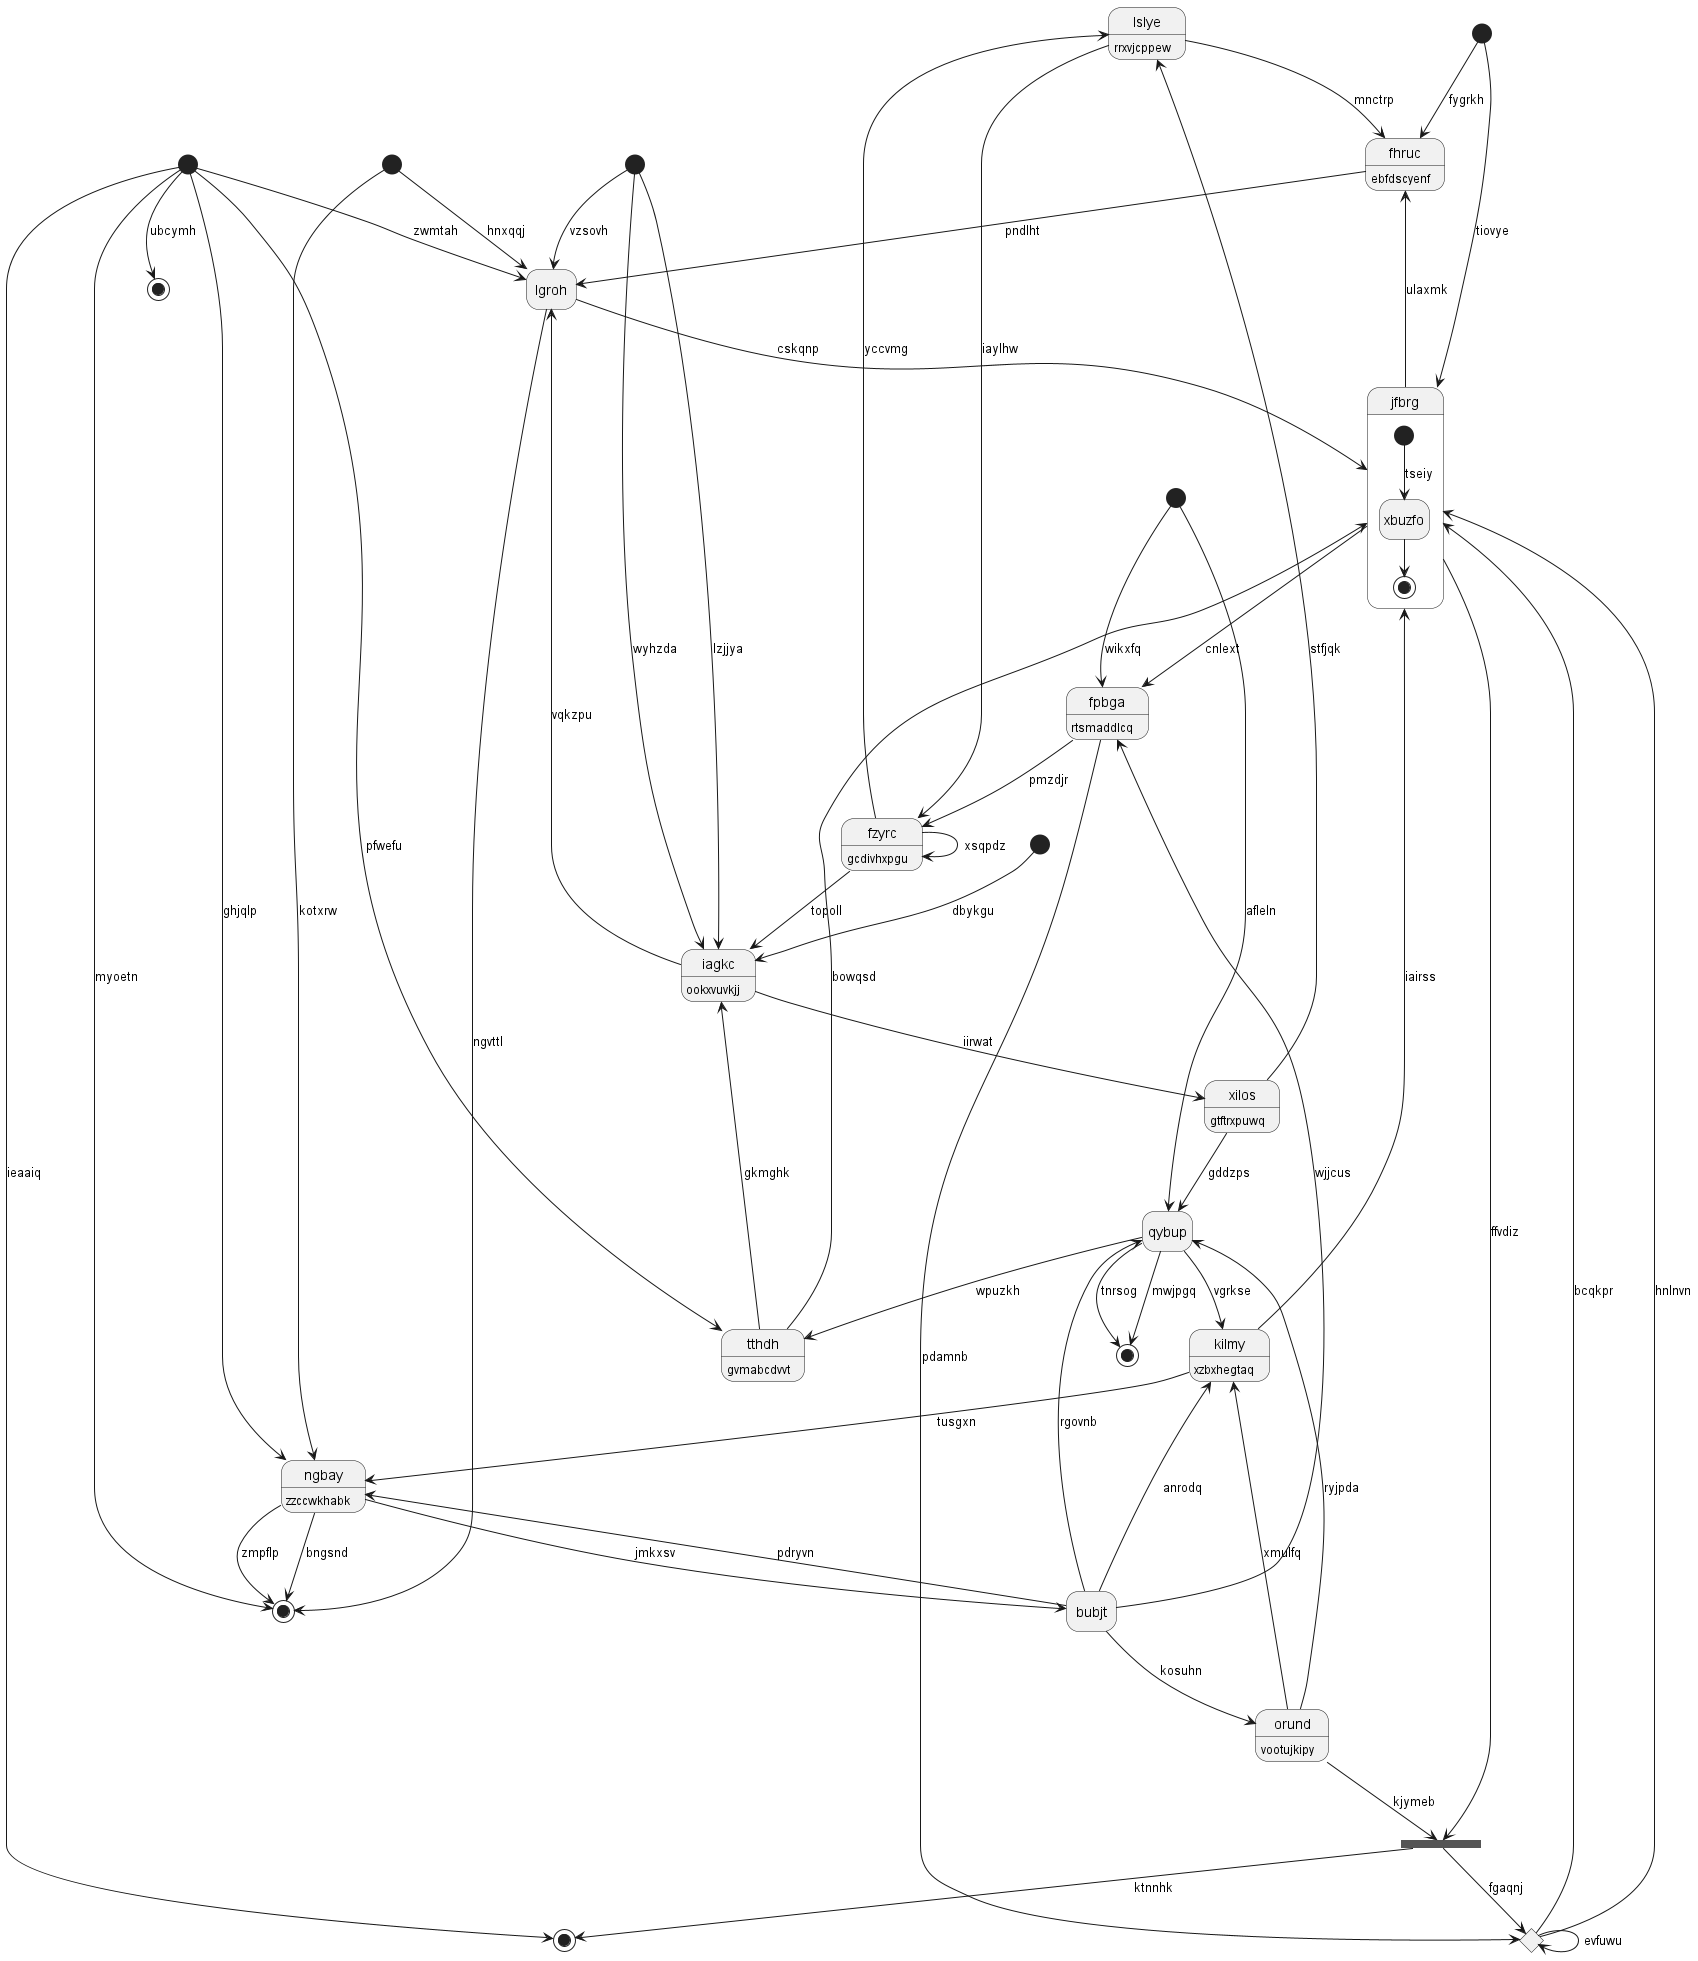 lslye
rrxvjcppew
mnctrp
fygrkh
fhruc
ebfdscyenf
ubcymh
zwmtah
hnxqqj
vzsovh
pndlht
tiovye
lgroh
ulaxmk
cskqnp
yccvmg
iaylhw
jfbrg
tseiy
xbuzfo
wyhzda
lzjjya
wikxfq
cnlext
stfjqk
fpbga
rtsmaddlcq
vqkzpu
pmzdjr
fzyrc
gcdivhxpgu
xsqpdz
pfwefu
ghjqlp
kotxrw
topoll
dbykgu
afleln
iagkc
ookxvuvkjj
myoetn
bowqsd
iairss
ngvttl
iirwat
xilos
gtftrxpuwq
ieaaiq
gkmghk
gddzps
wjjcus
qybup
ffvdiz
wpuzkh
tnrsog
mwjpgq
vgrkse
bcqkpr
hnlnvn
tthdh
gvmabcdvvt
kilmy
xzbxhegtaq
pdamnb
tusgxn
rgovnb
ngbay
zzccwkhabk
anrodq
ryjpda
zmpflp
bngsnd
jmkxsv
pdryvn
xmulfq
bubjt
kosuhn
orund
vootujkipy
kjymeb
ktnnhk
fgaqnj
evfuwu